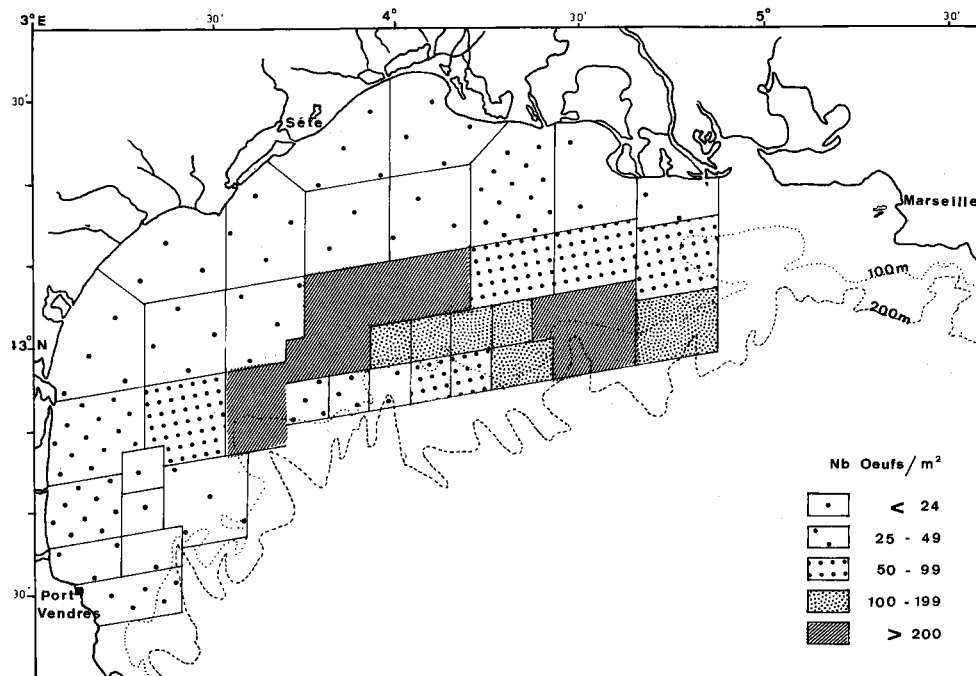 3°E 30' 4° 30' 5° 30'
30'
Séte
Marseille
100m
200m
43°N
Nb Oeufs/m²
< 24
25 - 49
50 - 99
100 - 199
> 200
30'
Port
Vendres